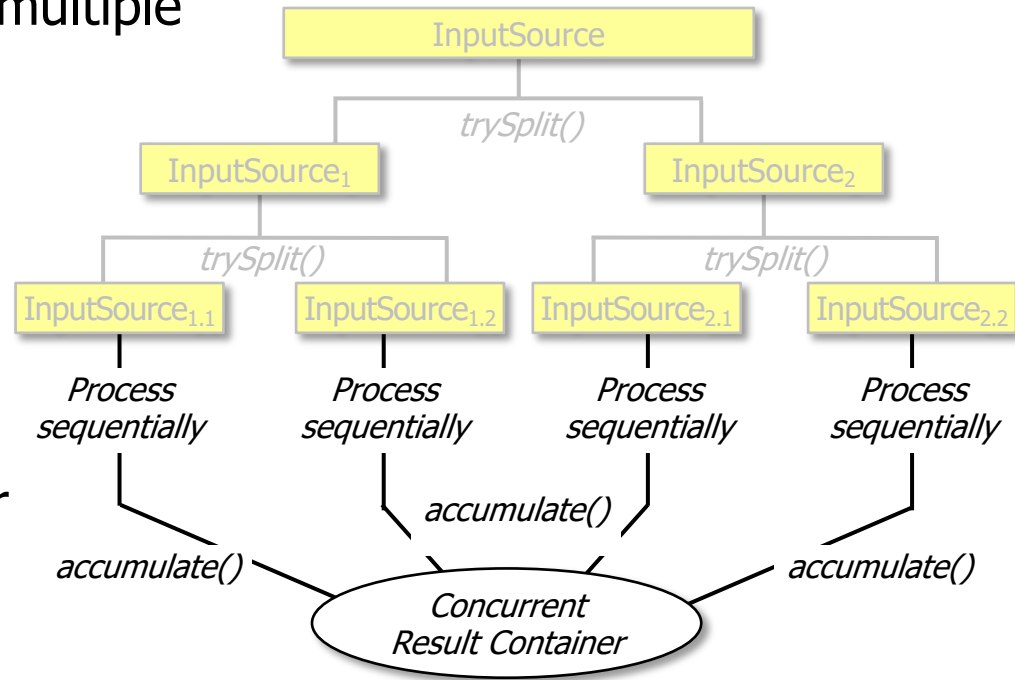 multiple
InputSource
trySplit()
InputSource₁
InputSource₂
trySplit()
trySplit()
InputSource₁.₁
InputSource₁.₂
InputSource₂.₁
InputSource₂.₂
Process
sequentially
Process
sequentially
Process
sequentially
Process
sequentially
r
accumulate()
accumulate()
accumulate()
Concurrent
Result Container